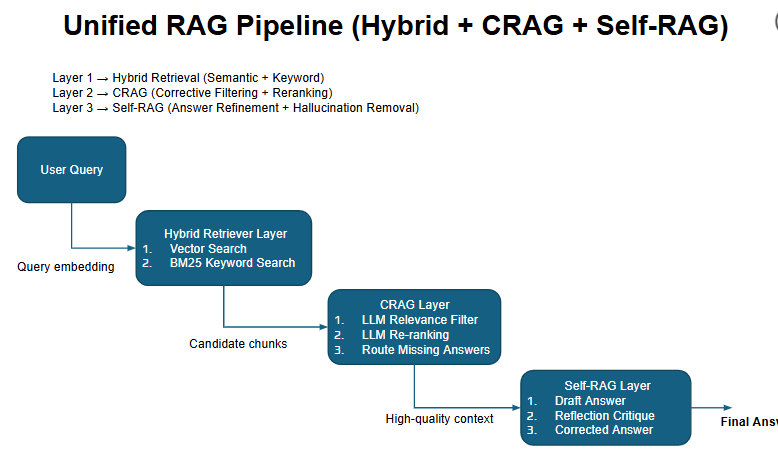 Unified RAG Pipeline (Hybrid + CRAG + Self-RAG)
Layer 1 → Hybrid Retrieval (Semantic + Keyword)
Layer 2 → CRAG (Corrective Filtering + Reranking)
Layer 3 → Self-RAG (Answer Refinement + Hallucination Removal)
User Query
Query embedding
Hybrid Retriever Layer
1. Vector Search
2. BM25 Keyword Search
Candidate chunks
CRAG Layer
1. LLM Relevance Filter
2. LLM Re-ranking
3. Route Missing Answers
High-quality context
Self-RAG Layer
1. Draft Answer
2. Reflection Critique
3. Corrected Answer
Final